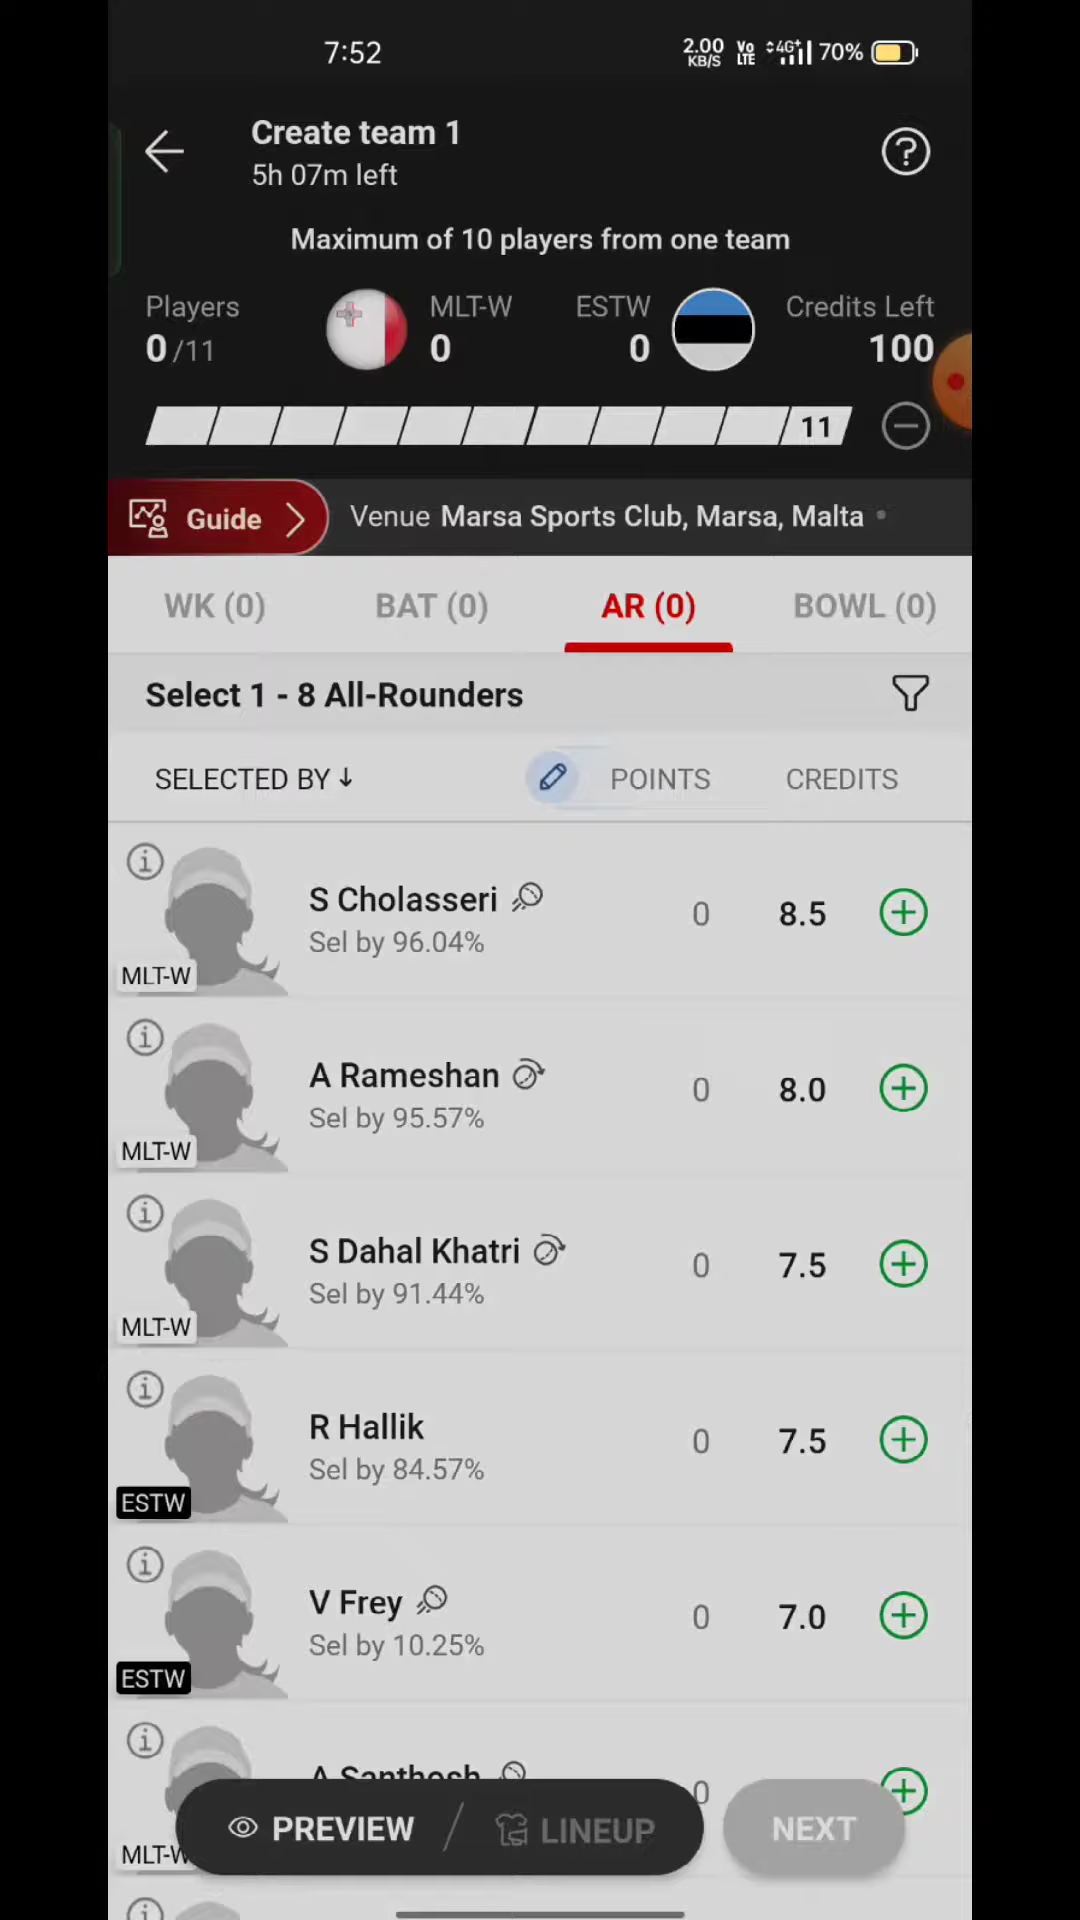 7:52
2.00 KB/S Vo LTE 4G+ 70%
Create team 1
5h 07m left
Maximum of 10 players from one team
Players MLT-W ESTW Credits Left
0/11 0 0 100
11
Guide Venue Marsa Sports Club, Marsa, Malta
WK (0) BAT (0) AR (0) BOWL (0)
Select 1 - 8 All-Rounders
SELECTED BY ↓ POINTS CREDITS
S Cholasseri 0 8.5
Sel by 96.04%
MLT-W
A Rameshan 0 8.0
Sel by 95.57%
MLT-W
S Dahal Khatri 0 7.5
Sel by 91.44%
MLT-W
R Hallik 0 7.5
Sel by 84.57%
ESTW
V Frey 0 7.0
Sel by 10.25%
ESTW
A Santhosh 0
PREVIEW / LINEUP NEXT
MLT-W